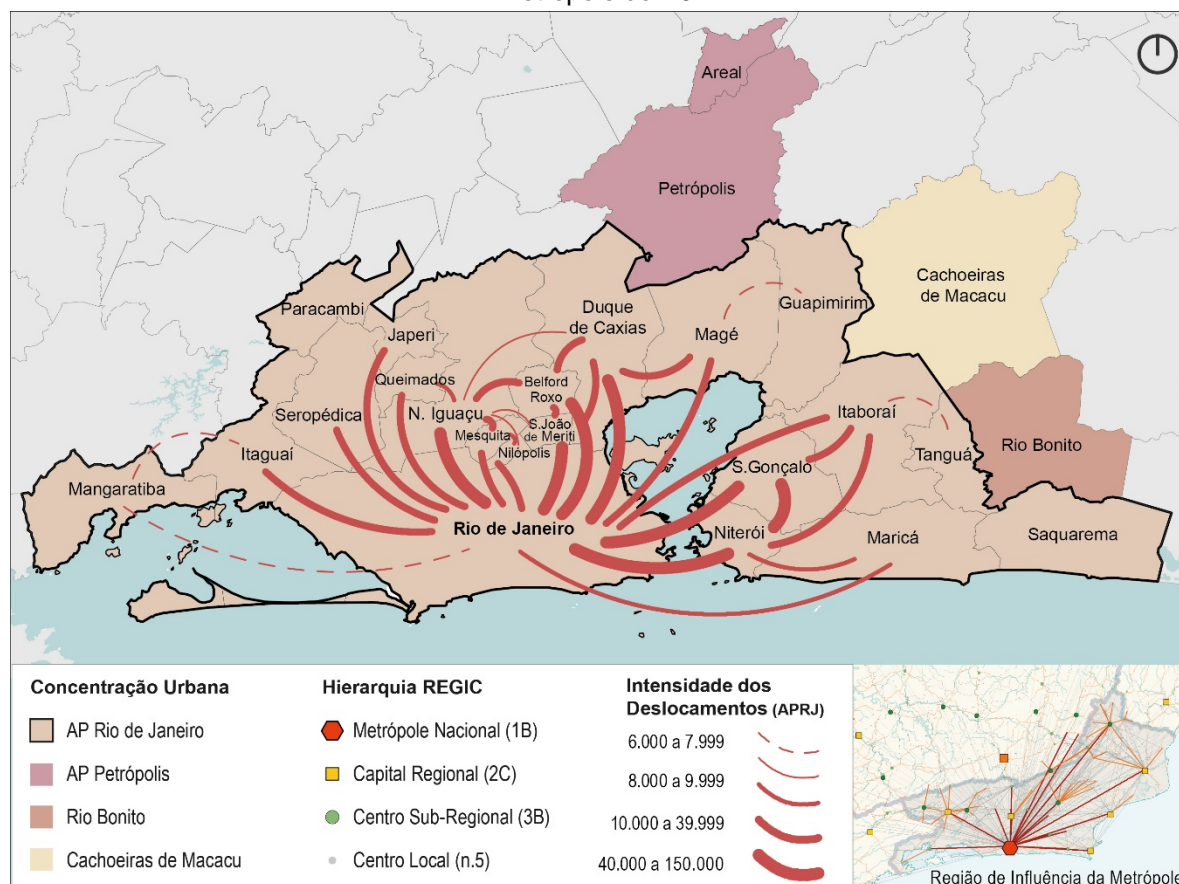 Areal
Petrópolis
Cachoeiras
de Macacu
Guapimirim
Paracambi
Duque
de Caxias
Magé
Japeri
Queimados
Belford
Roxo
Seropédica
N. Iguaçu
S.João
de Meriti
Mesquita
Nilópolis
Itaboraí
Itaguaí
S.Gonçalo
Tanguá
Rio Bonito
Mangaratiba
Rio de Janeiro
Niterói
Maricá
Saquarema
Concentração Urbana
AP Rio de Janeiro
AP Petrópolis
Rio Bonito
Cachoeiras de Macacu
Hierarquia REGIC
Metrópole Nacional (1B)
Capital Regional (2C)
Centro Sub-Regional (3B)
Centro Local (n.5)
Intensidade dos
Deslocamentos (APRJ)
6.000 a 7.999
8.000 a 9.999
10.000 a 39.999
40.000 a 150.000
Região de Influência da Metrópole